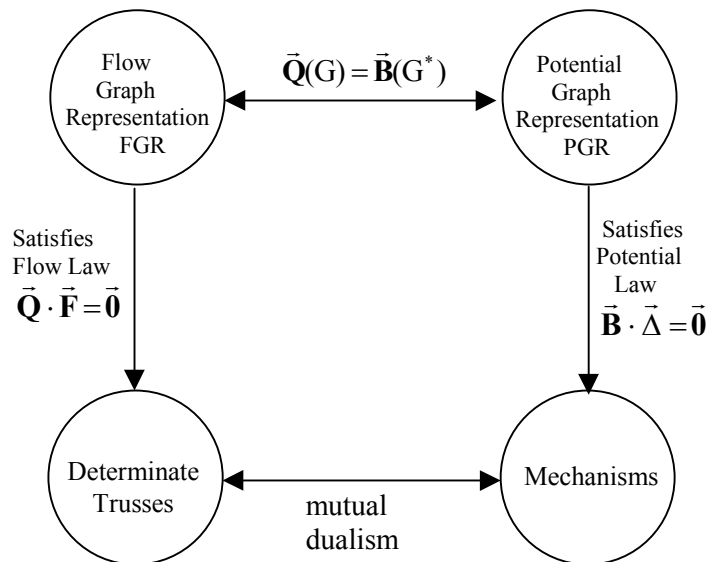 Flow
Graph
Representation
FGR
Q⃗(G) = B⃗(G*)
Potential
Graph
Representation
PGR
Satisfies
Flow Law
Q⃗ · F⃗ = 0⃗
Satisfies
Potential
Law
B⃗ · Δ⃗ = 0⃗
Determinate
Trusses
mutual
dualism
Mechanisms